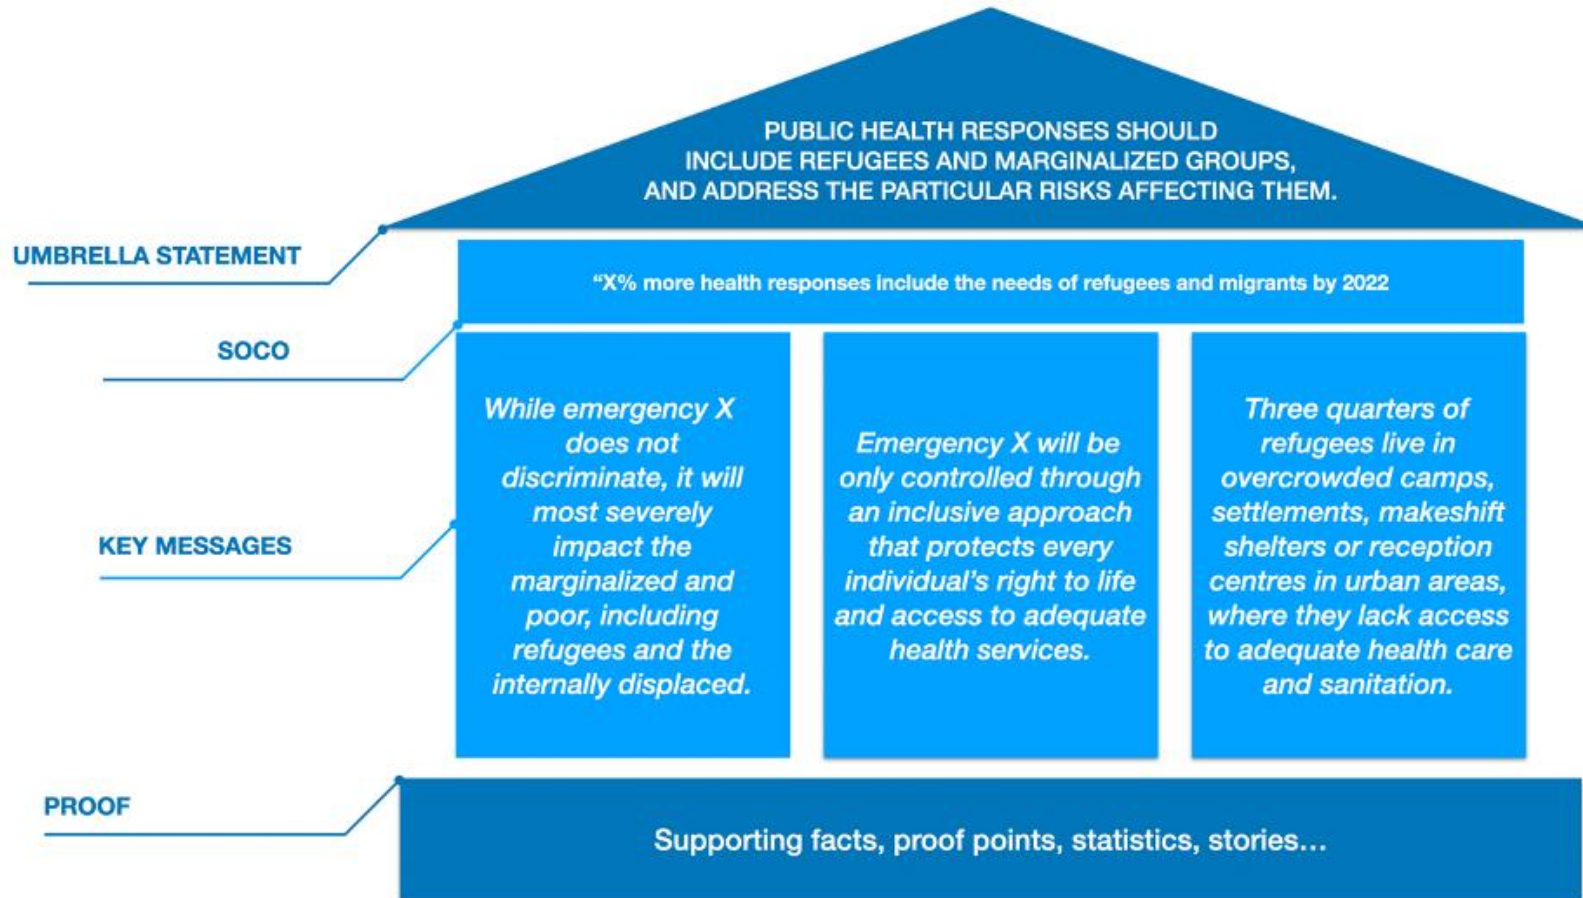 PUBLIC HEALTH RESPONSES SHOULD
INCLUDE REFUGEES AND MARGINALIZED GROUPS,
AND ADDRESS THE PARTICULAR RISKS AFFECTING THEM.
UMBRELLA STATEMENT
“X% more health responses include the needs of refugees and migrants by 2022
SOCO
KEY MESSAGES
While emergency X
does not
discriminate, it will
most severely
impact the
marginalized and
poor, including
refugees and the
internally displaced.
Emergency X will be
only controlled through
an inclusive approach
that protects every
individual’s right to life
and access to adequate
health services.
Three quarters of
refugees live in
overcrowded camps,
settlements, makeshift
shelters or reception
centres in urban areas,
where they lack access
to adequate health care
and sanitation.
PROOF
Supporting facts, proof points, statistics, stories…